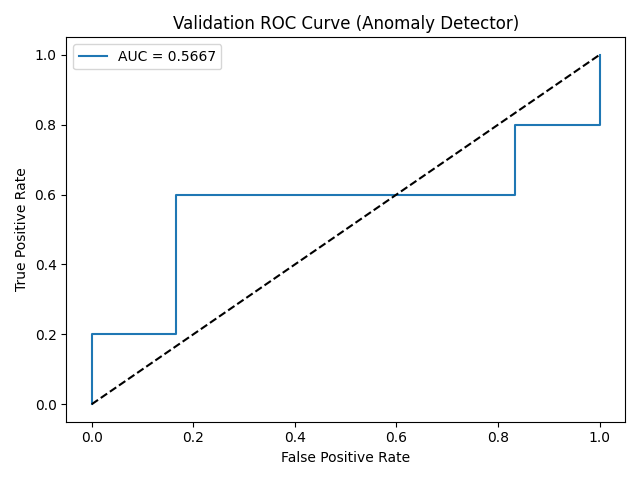 Validation ROC Curve (Anomaly Detector)
AUC = 0.5667
True Positive Rate
1.0
0.8
0.6
0.4
0.2
0.0
0.0 0.2 0.4 0.6 0.8 1.0
False Positive Rate